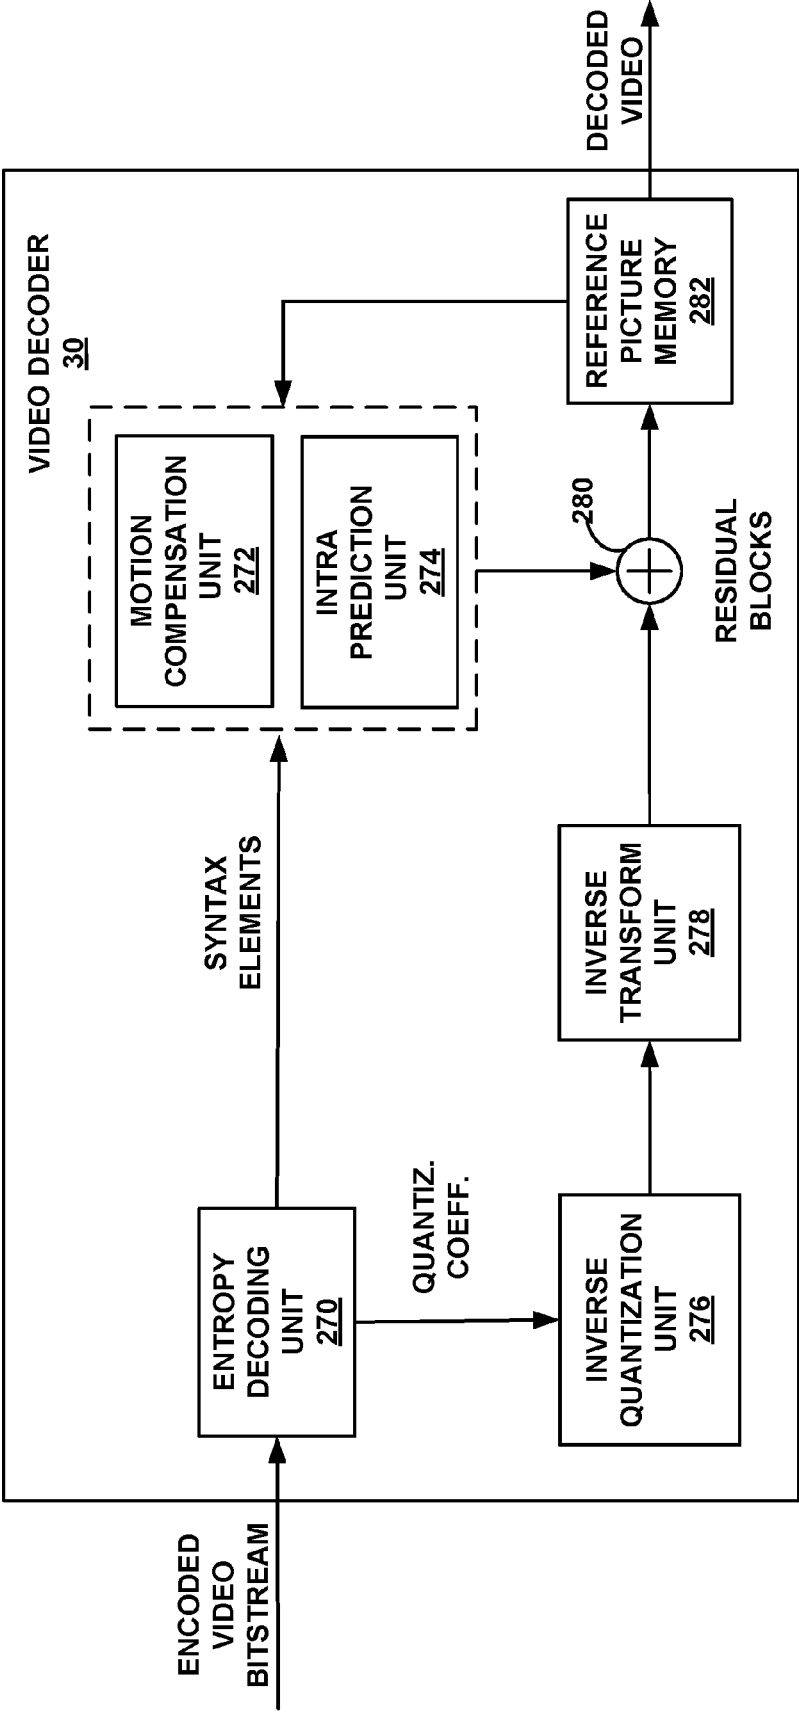 VIDEO DECODER
30
ENCODED
VIDEO
BITSTREAM
ENTROPY
DECODING
UNIT
270
SYNTAX
ELEMENTS
MOTION
COMPENSATION
UNIT
272
INTRA
PREDICTION
UNIT
274
QUANTIZ.
COEFF.
INVERSE
QUANTIZATION
UNIT
276
INVERSE
TRANSFORM
UNIT
278
RESIDUAL
BLOCKS
280
REFERENCE
PICTURE
MEMORY
282
DECODED
VIDEO